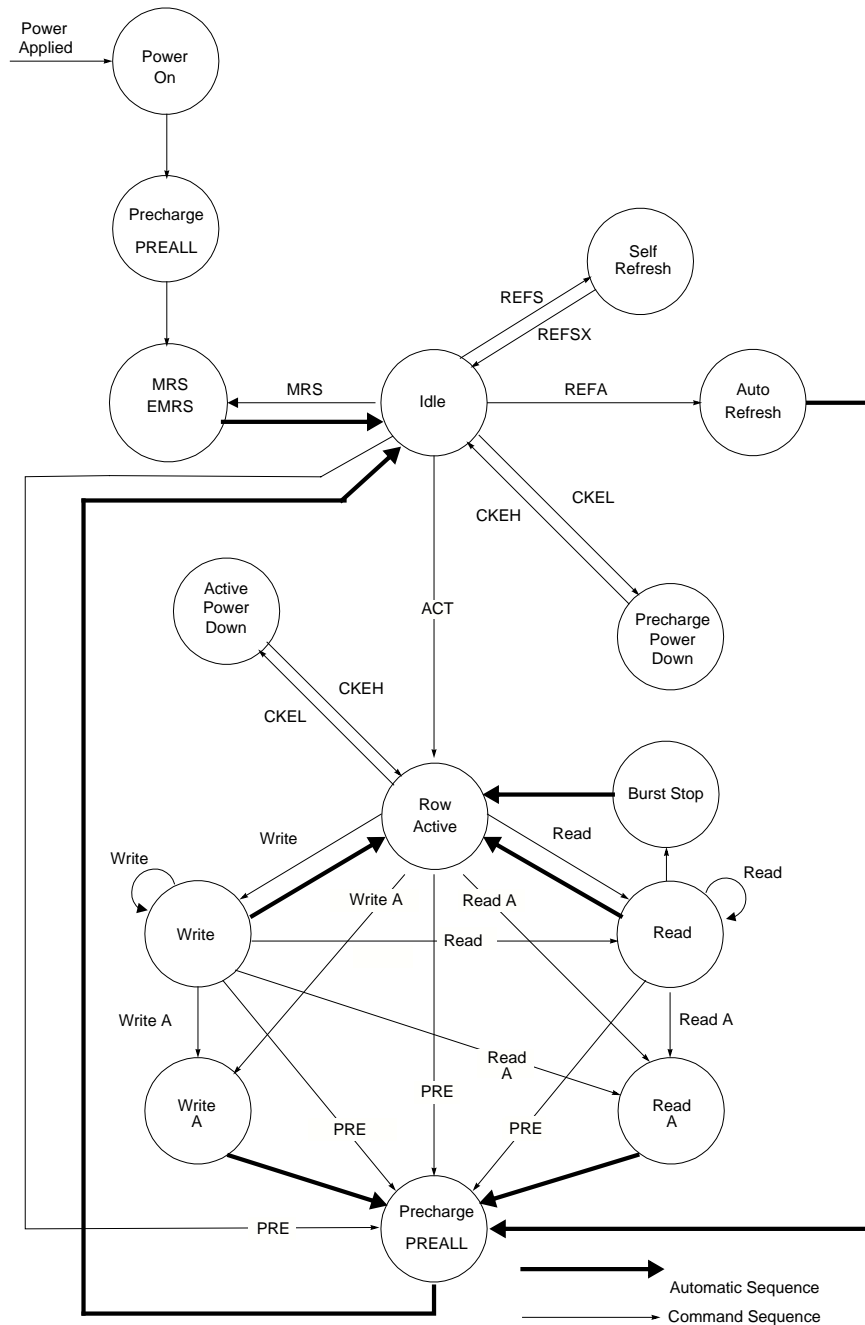 Power
Applied
Power
On
Precharge
PREALL
Self
Refresh
REFS
REFSX
MRS
EMRS
MRS
Idle
REFA
Auto
Refresh
CKEL
CKEH
Active
Power
Down
ACT
Precharge
Power
Down
CKEH
CKEL
Burst Stop
Row
Active
Write
Read
Write
Write A
Read A
Read
Write
Read
Read
Write A
Read A
Read
A
Write
A
PRE
PRE
PRE
Read
A
Precharge
PREALL
PRE
Automatic Sequence
Command Sequence